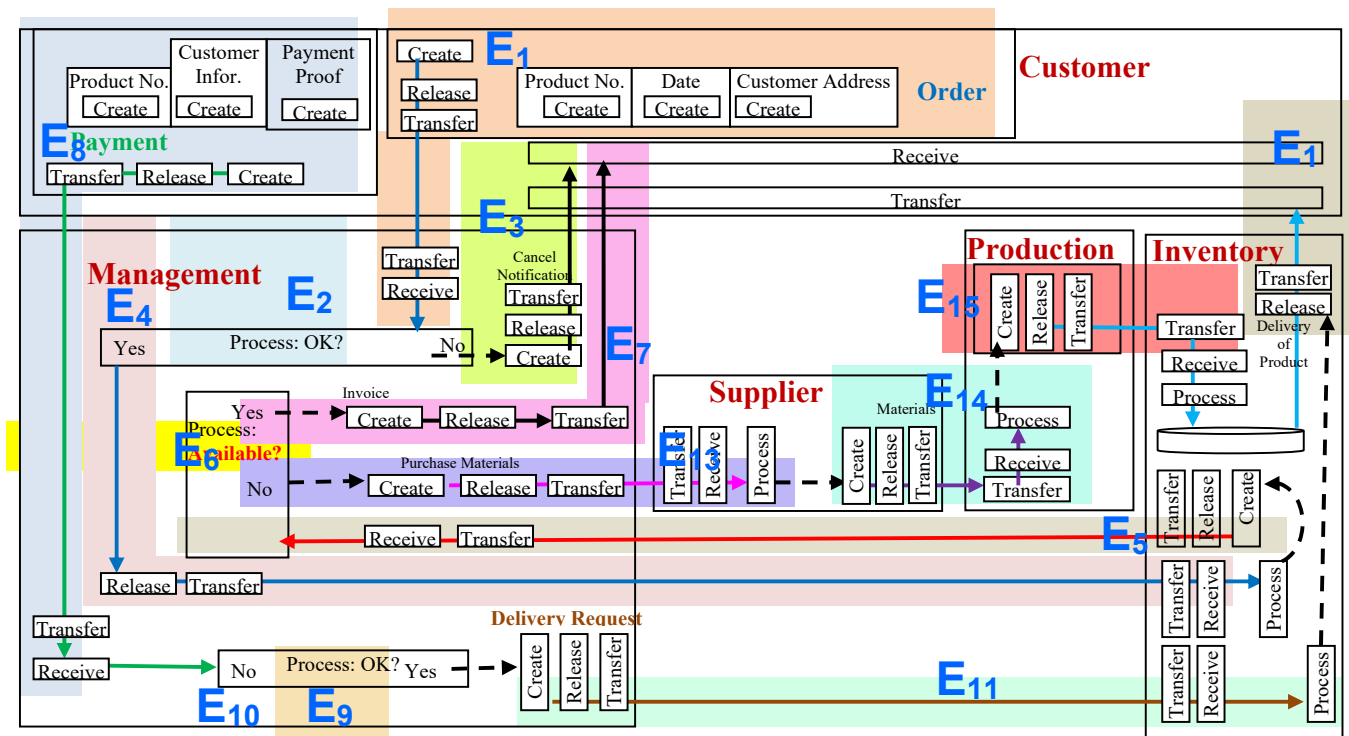 Create
E1
Customer
Customer
Infor.
Payment
Proof
Product No.
Create
Create
Create
Release
Transfer
Product No.
Create
Date
Create
Customer Address
Create
Order
Payment
E8
Transfer
Release
Create
Receive
E1
Transfer
E3
Management
E2
E4
Transfer
Receive
Cancel
Notification
Transfer
Release
Create
Yes
Process: OK?
No
E7
Production
Inventory
E15
Create
Release
Transfer
Transfer
Release
Delivery
of
Product
Transfer
Receive
Process
Supplier
E14
Invoice
Yes
Create
Release
Transfer
Process:
Available?
E6
No
Purchase Materials
Create
Release
Transfer
E13
Transfer
Receive
Process
Materials
Create
Release
Transfer
Process
Receive
Transfer
Receive
Transfer
E5
Transfer
Release
Create
Release
Transfer
Transfer
Receive
Process
Transfer
Receive
Delivery Request
Create
Release
Transfer
No
Process: OK?
Yes
E10
E9
E11
Transfer
Receive
Process